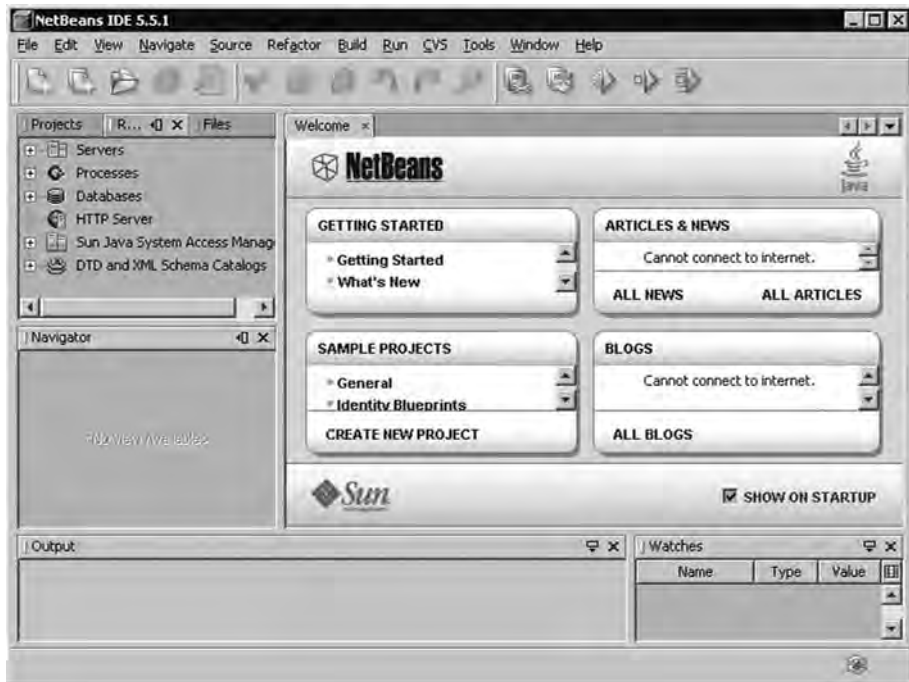 NetBeans IDE 5.5.1
File Edit View Navigate Source Refactor Build Run CVS Tools Window Help
Projects R... Files
Servers
Processes
Databases
HTTP Server
Sun Java System Access Manag
DTD and XML Schema Catalogs
Navigator
No View Available>
Welcome
NetBeans
Java
GETTING STARTED
Getting Started
What's New
ARTICLES & NEWS
Cannot connect to internet.
ALL NEWS ALL ARTICLES
SAMPLE PROJECTS
General
Identity Blueprints
CREATE NEW PROJECT
BLOGS
Cannot connect to internet.
ALL BLOGS
Sun
SHOW ON STARTUP
Output
Watches
Name Type Value